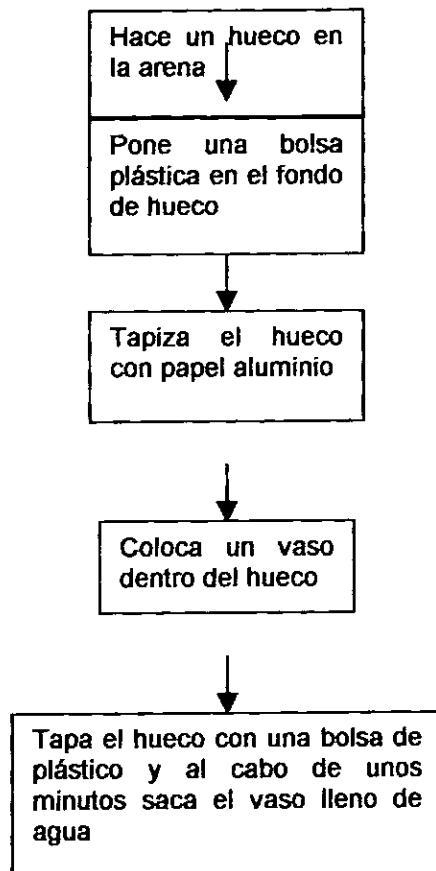 Hace un hueco en
la arena
Pone una bolsa
plástica en el fondo
de hueco
Tapiza el hueco
con papel aluminio
Coloca un vaso
dentro del hueco
Tapa el hueco con una bolsa de
plástico y al cabo de unos
minutos saca el vaso lleno de
agua